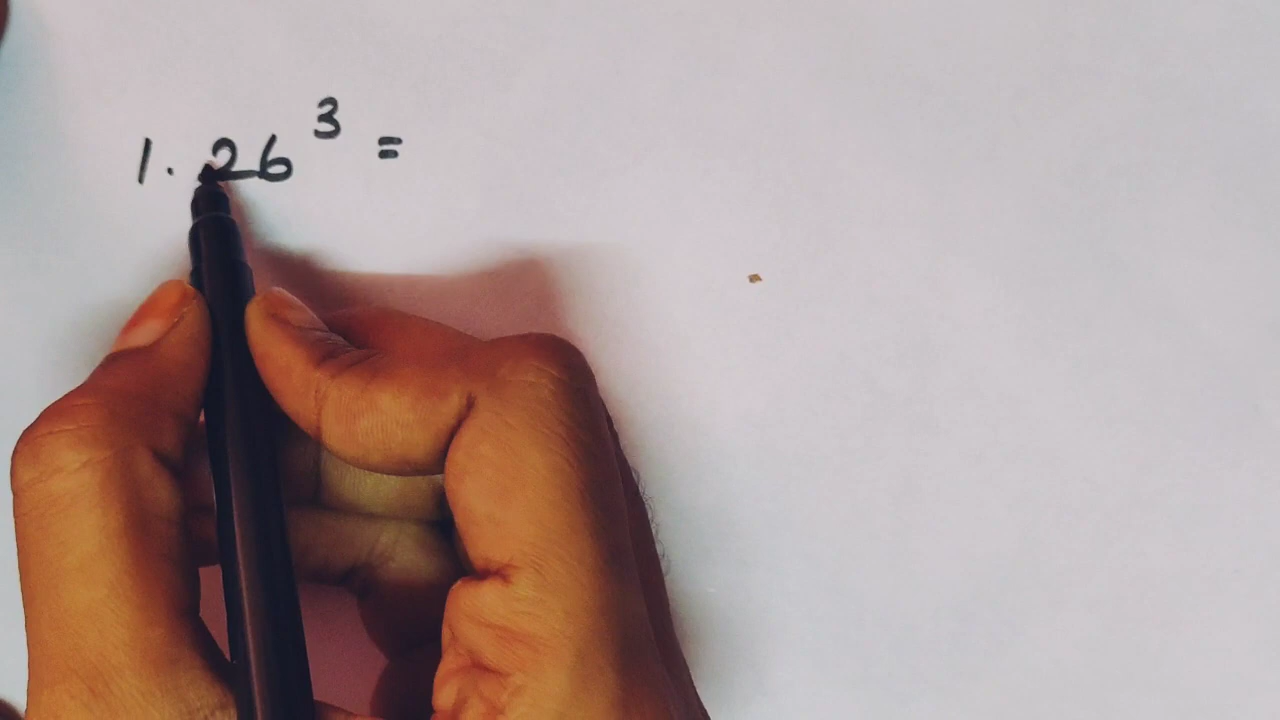 1. 26³ =